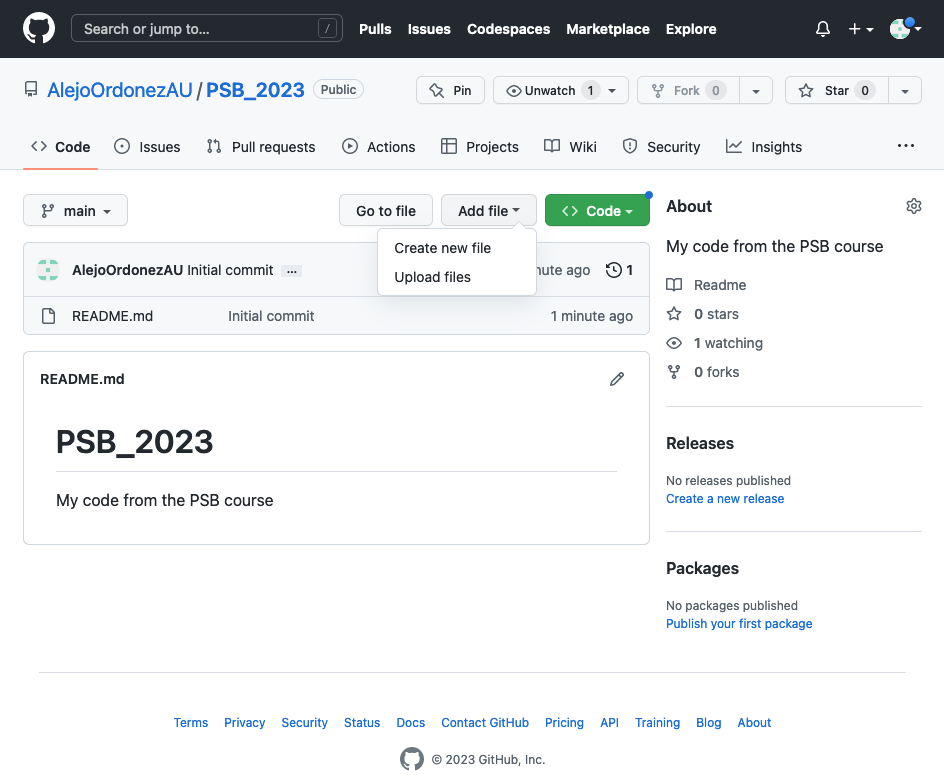 Search or jump to... / Pulls Issues Codespaces Marketplace Explore
AlejoOrdonezAU / PSB_2023 Public Pin Unwatch 1 Fork 0 Star 0
Code Issues Pull requests Actions Projects Wiki Security Insights ...
main Go to file Add file Code
Create new file
Upload files
AlejoOrdonezAU Initial commit ... ago 1
README.md Initial commit 1 minute ago
README.md
PSB_2023
My code from the PSB course
About
My code from the PSB course
Readme
0 stars
1 watching
0 forks
Releases
No releases published
Create a new release
Packages
No packages published
Publish your first package
Terms Privacy Security Status Docs Contact GitHub Pricing API Training Blog About
© 2023 GitHub, Inc.